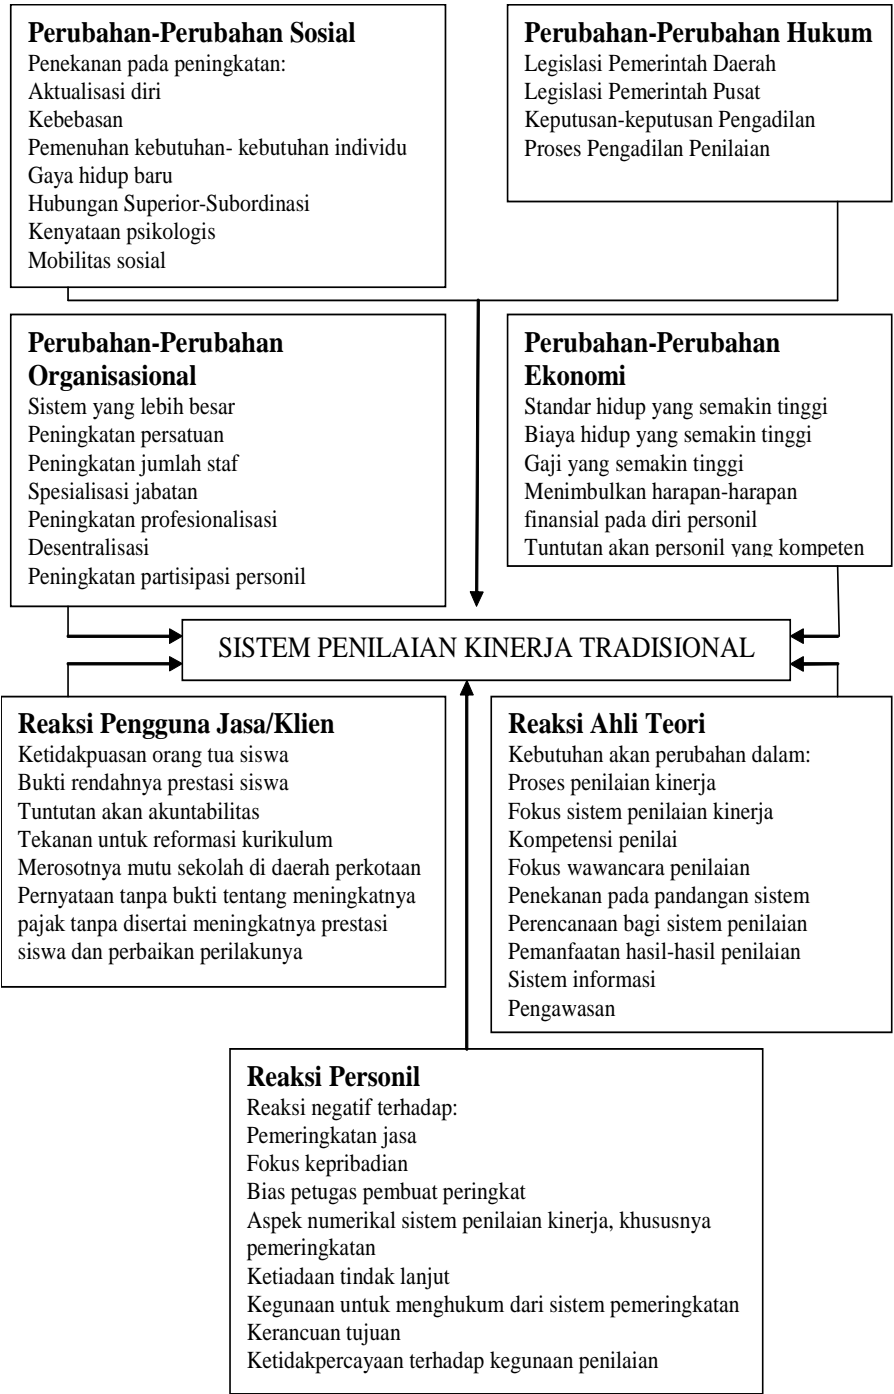 Perubahan-Perubahan Sosial
Penekanan pada peningkatan:
Aktualisasi diri
Kebebasan
Pemenuhan kebutuhan- kebutuhan individu
Gaya hidup baru
Hubungan Superior-Subordinasi
Kenyataan psikologis
Mobilitas sosial
Perubahan-Perubahan Hukum
Legislasi Pemerintah Daerah
Legislasi Pemerintah Pusat
Keputusan-keputusan Pengadilan
Proses Pengadilan Penilaian
Perubahan-Perubahan
Organisasional
Sistem yang lebih besar
Peningkatan persatuan
Peningkatan jumlah staf
Spesialisasi jabatan
Peningkatan profesionalisasi
Desentralisasi
Peningkatan partisipasi personil
Perubahan-Perubahan
Ekonomi
Standar hidup yang semakin tinggi
Biaya hidup yang semakin tinggi
Gaji yang semakin tinggi
Menimbulkan harapan-harapan
finansial pada diri personil
Tuntutan akan personil yang kompeten
SISTEM PENILAIAN KINERJA TRADISIONAL
Reaksi Pengguna Jasa/Klien
Ketidakpuasan orang tua siswa
Bukti rendahnya prestasi siswa
Tuntutan akan akuntabilitas
Tekanan untuk reformasi kurikulum
Merosotnya mutu sekolah di daerah perkotaan
Pernyataan tanpa bukti tentang meningkatnya
pajak tanpa disertai meningkatnya prestasi
siswa dan perbaikan perilakunya
Reaksi Ahli Teori
Kebutuhan akan perubahan dalam:
Proses penilaian kinerja
Fokus sistem penilaian kinerja
Kompetensi penilai
Fokus wawancara penilaian
Penekanan pada pandangan sistem
Perencanaan bagi sistem penilaian
Pemanfaatan hasil-hasil penilaian
Sistem informasi
Pengawasan
Reaksi Personil
Reaksi negatif terhadap:
Pemeringkatan jasa
Fokus kepribadian
Bias petugas pembuat peringkat
Aspek numerikal sistem penilaian kinerja, khususnya
pemeringkatan
Ketiadaan tindak lanjut
Kegunaan untuk menghukum dari sistem pemeringkatan
Kerancuan tujuan
Ketidakpercayaan terhadap kegunaan penilaian